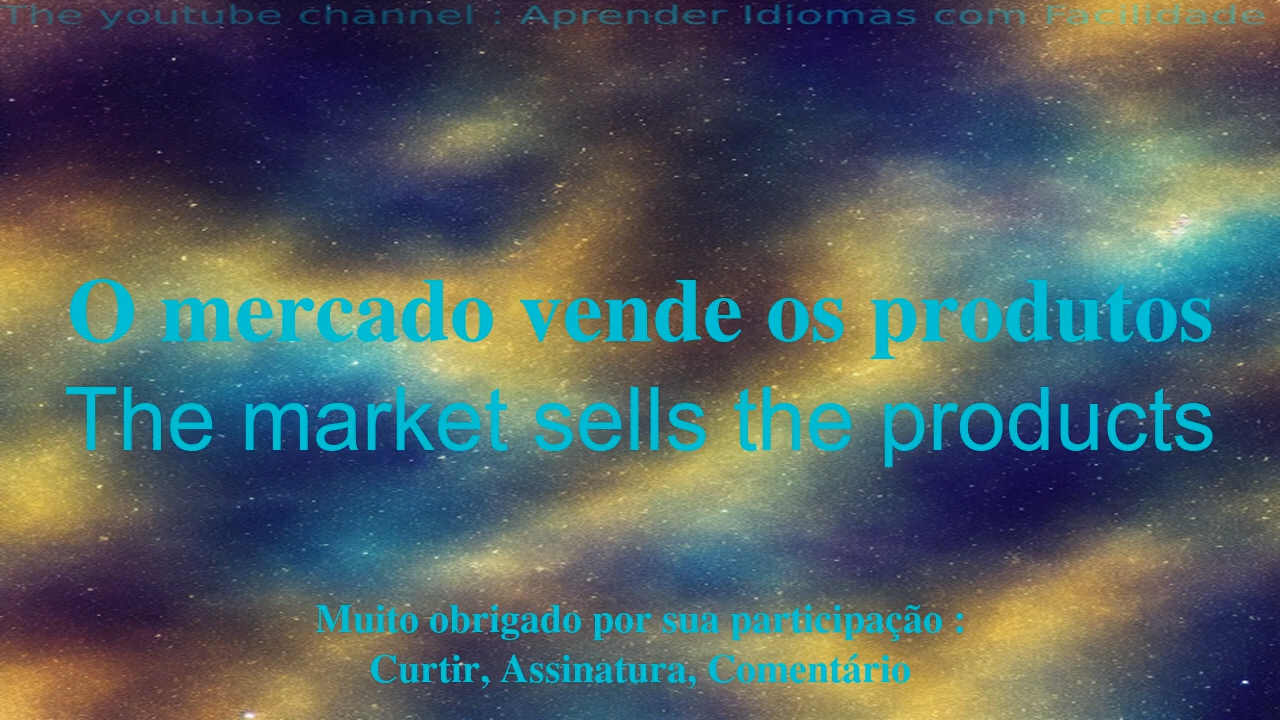 The youtube channel : Aprender Idiomas com Facilidade
O mercado vende os produtos
The market sells the products
Muito obrigado por sua participação :
Curtir, Assinatura, Comentário